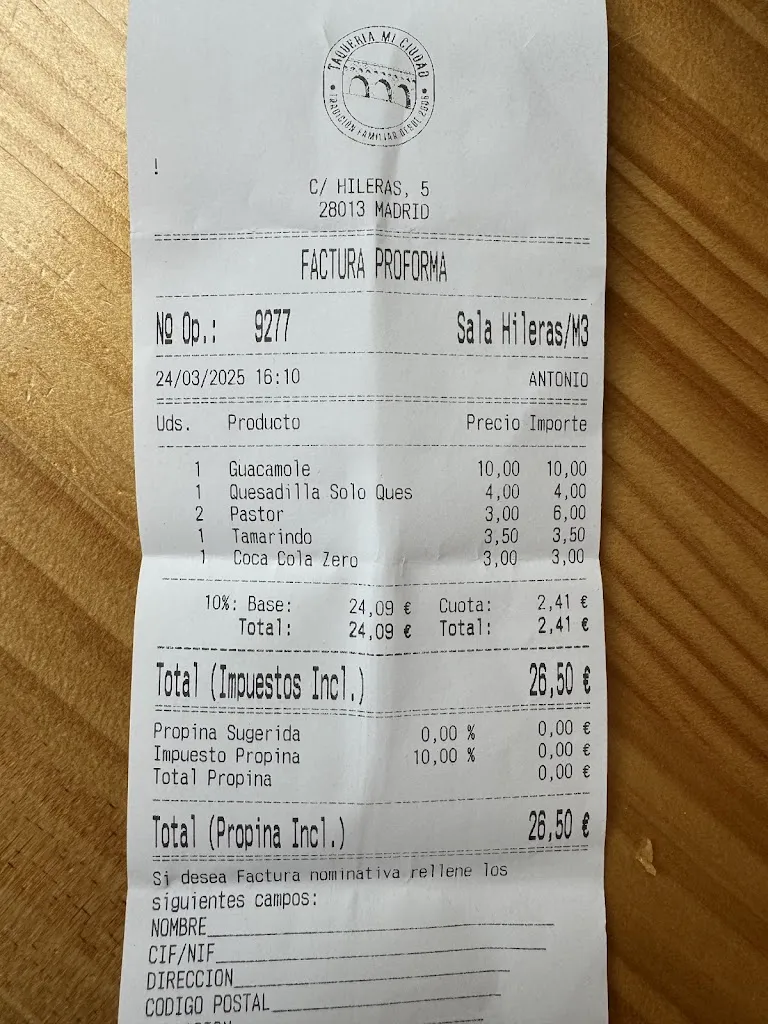 TAQUERIA MI CIUDAD
TRADICIÓN FAMILIAR DESDE 2006
!
C/ HILERAS, 5
28013 MADRID
FACTURA PROFORMA
Nº Op.: 9277 Sala Hileras/M3
24/03/2025 16:10 ANTONIO
Uds. Producto Precio Importe
1 Guacamole 10,00 10,00
1 Quesadilla Solo Ques 4,00 4,00
2 Pastor 3,00 6,00
1 Tamarindo 3,50 3,50
1 Coca Cola Zero 3,00 3,00
10%: Base: 24,09 € Cuota: 2,41 €
Total: 24,09 € Total: 2,41 €
Total (Impuestos Incl.) 26,50 €
Propina Sugerida 0,00 % 0,00 €
Impuesto Propina 10,00 % 0,00 €
Total Propina 0,00 €
Total (Propina Incl.) 26,50 €
Si desea Factura nominativa rellene los
siguientes campos:
NOMBRE
CIF/NIF
DIRECCION
CODIGO POSTAL